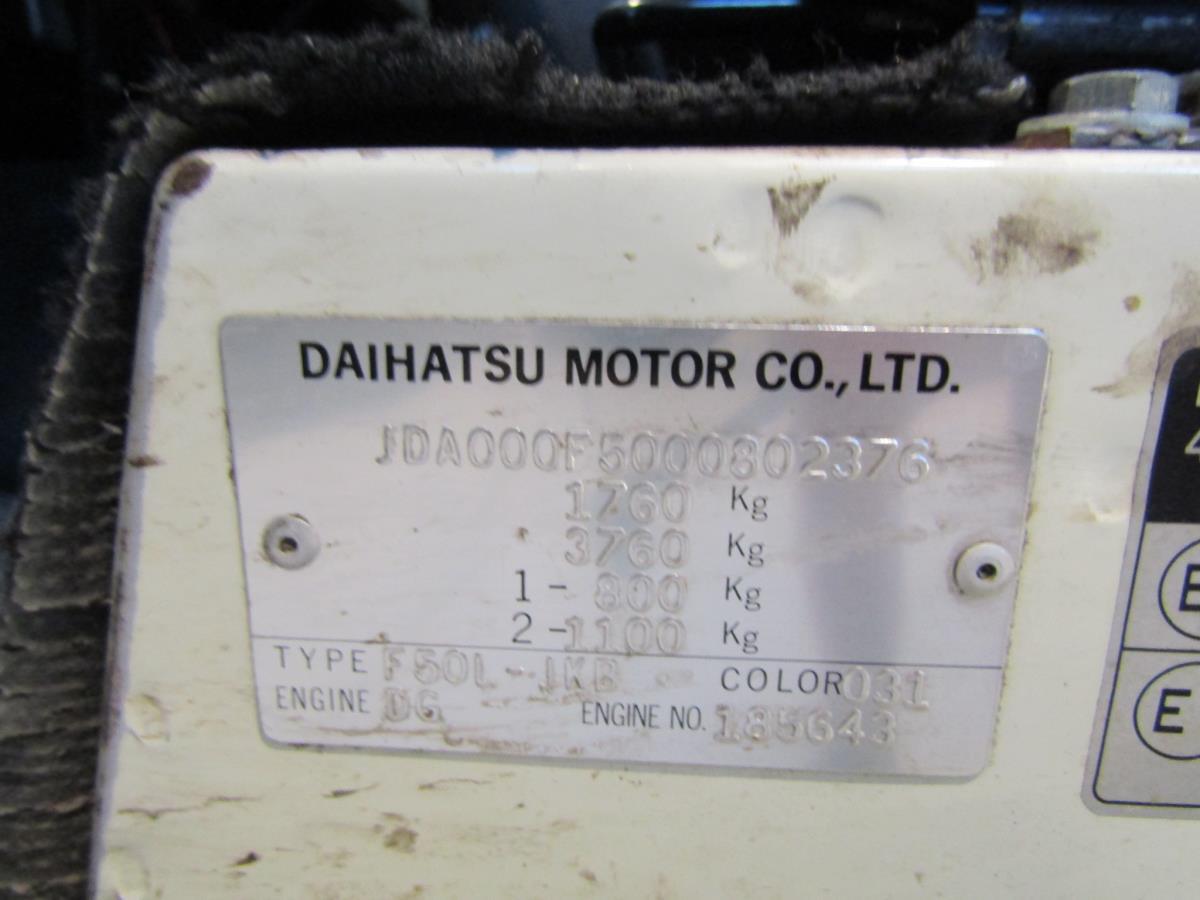 DAIHATSU MOTOR CO., LTD.
JDA000F5000802376
1760 Kg
3760 Kg
1- 800 Kg
2-1100 Kg
TYPE F50L-JKB COLOR 031
ENGINE DG ENGINE NO. 185643
E